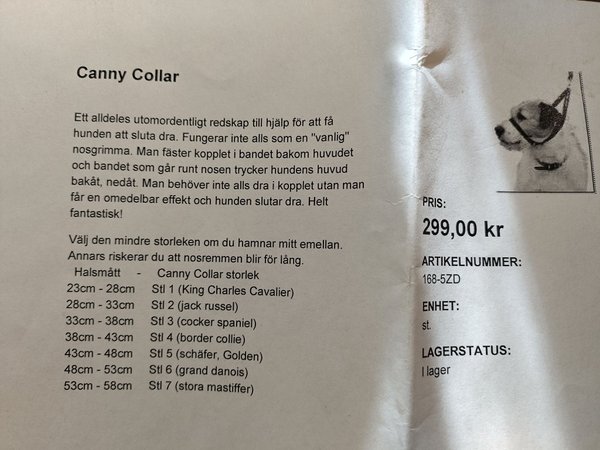 Canny Collar
Ett alldeles utomordentligt redskap till hjälp för att få
hunden att sluta dra. Fungerar inte alls som en "vanlig"
nosgrimma. Man fäster kopplet i bandet bakom huvudet
och bandet som går runt nosen trycker hundens huvud
bakåt, nedåt. Man behöver inte alls dra i kopplet utan man
får en omedelbar effekt och hunden slutar dra. Helt
fantastisk!
Välj den mindre storleken om du hamnar mitt emellan.
Annars riskerar du att nosremmen blir för lång.
Halsmått - Canny Collar storlek
23cm - 28cm Stl 1 (King Charles Cavalier)
28cm - 33cm Stl 2 (jack russel)
33cm - 38cm Stl 3 (cocker spaniel)
38cm - 43cm Stl 4 (border collie)
43cm - 48cm Stl 5 (schäfer, Golden)
48cm - 53cm Stl 6 (grand danois)
53cm - 58cm Stl 7 (stora mastiffer)
PRIS:
299,00 kr
ARTIKELNUMMER:
168-5ZD
ENHET:
st.
LAGERSTATUS:
I lager